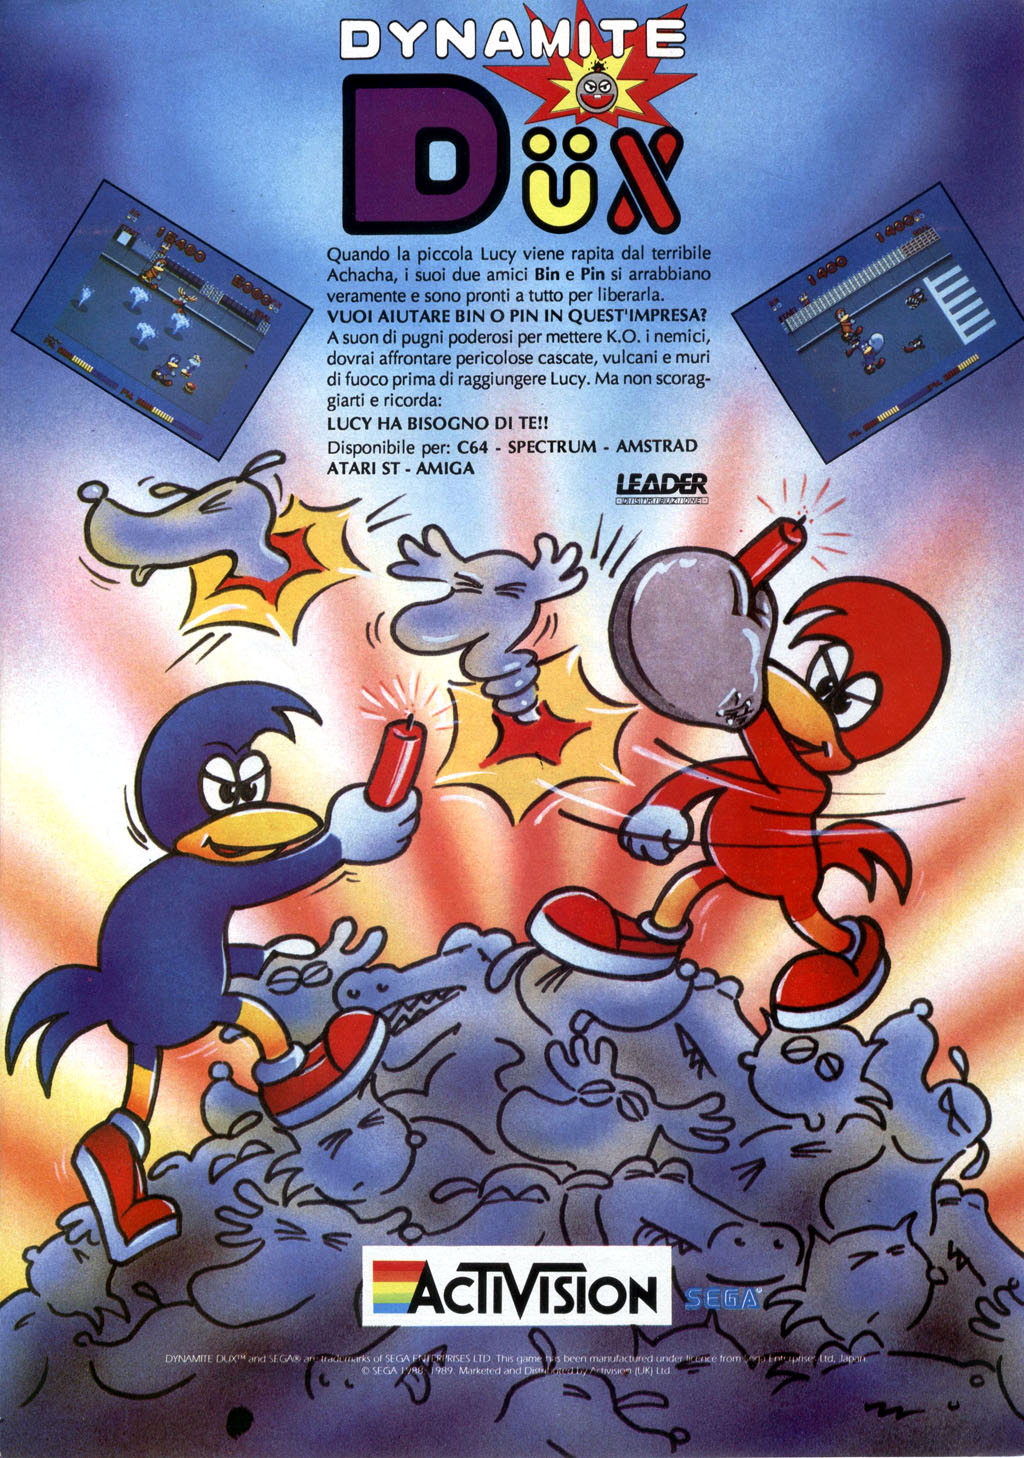 DYNAMITE
DÜX
Quando la piccola Lucy viene rapita dal terribile
Achacha, i suoi due amici Bin e Pin si arrabbiano
veramente e sono pronti a tutto per liberarla.
VUOI AIUTARE BIN O PIN IN QUEST'IMPRESA?
A suon di pugni poderosi per mettere K.O. i nemici,
dovrai affrontare pericolose cascate, vulcani e muri
di fuoco prima di raggiungere Lucy. Ma non scorag-
giarti e ricorda:
LUCY HA BISOGNO DI TE!!
Disponibile per: C64 - SPECTRUM - AMSTRAD
ATARI ST - AMIGA
LEADER
DISTRIBUZIONE
1400
1400
ACTIVISION
SEGA®
DYNAMITE DUX™ and SEGA® are trademarks of SEGA ENTERPRISES LTD. This game has been manufactured under licence from Sega Enterprises Ltd, Japan.
© SEGA 1988, 1989. Marketed and Distributed by Activision (UK) Ltd.